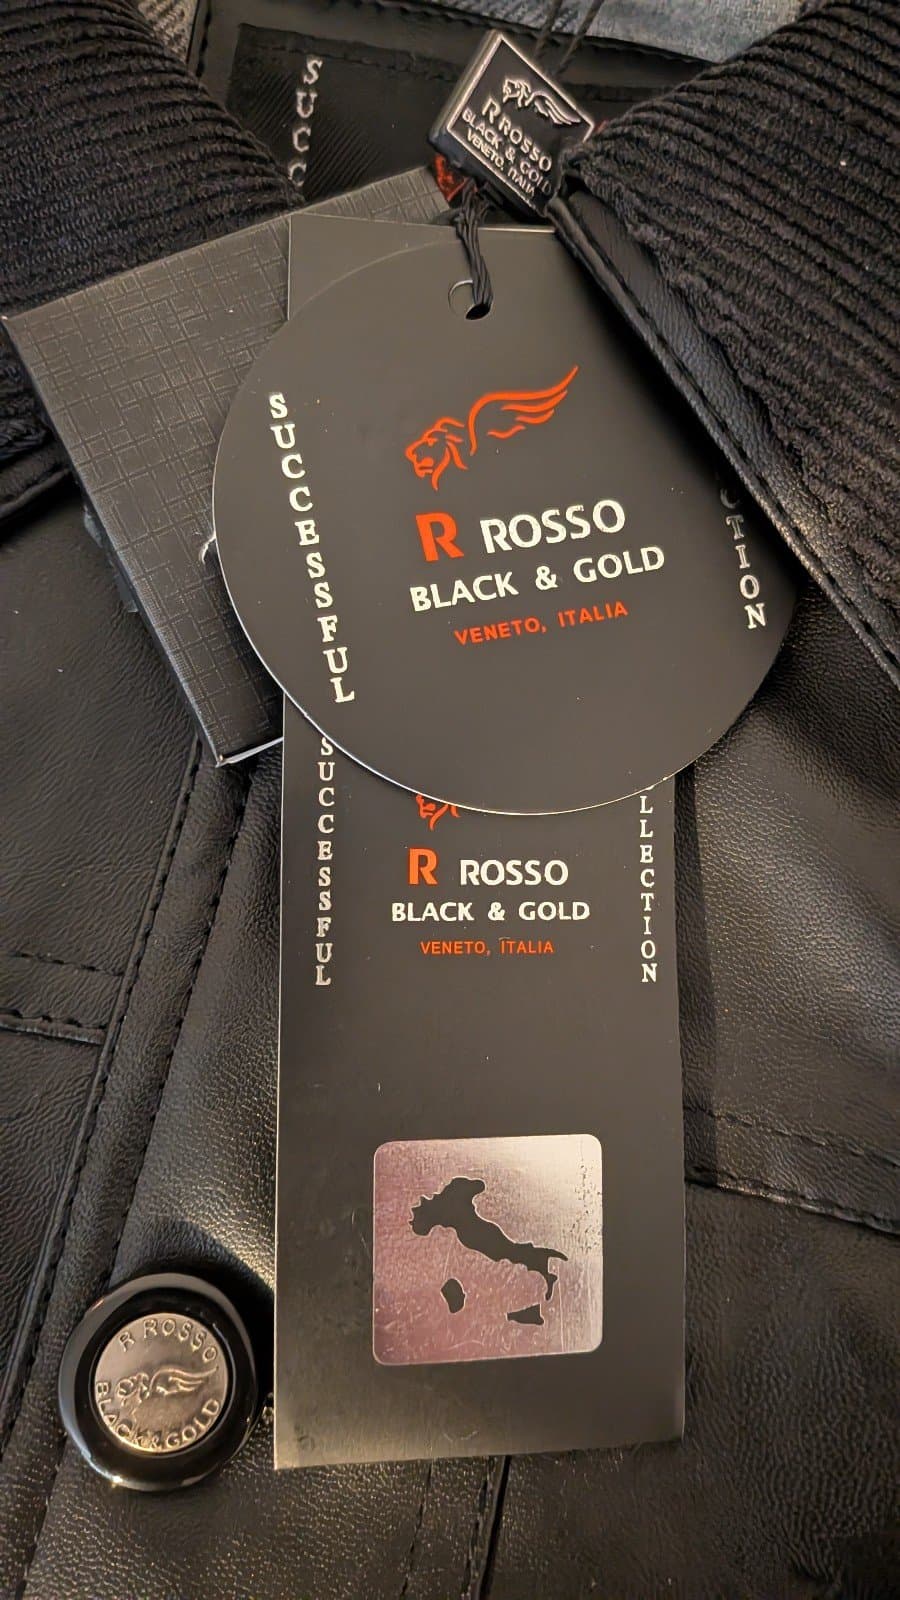 SUCC
R ROSSO
BLACK & GOLD
VENETO, ITALIA
SUCCESSFUL
R ROSSO
BLACK & GOLD
VENETO, ITALIA
CTION
SUCCESSFUL
R ROSSO
BLACK & GOLD
VENETO, ITALIA
LLECTION
R ROSSO
BLACK & GOLD